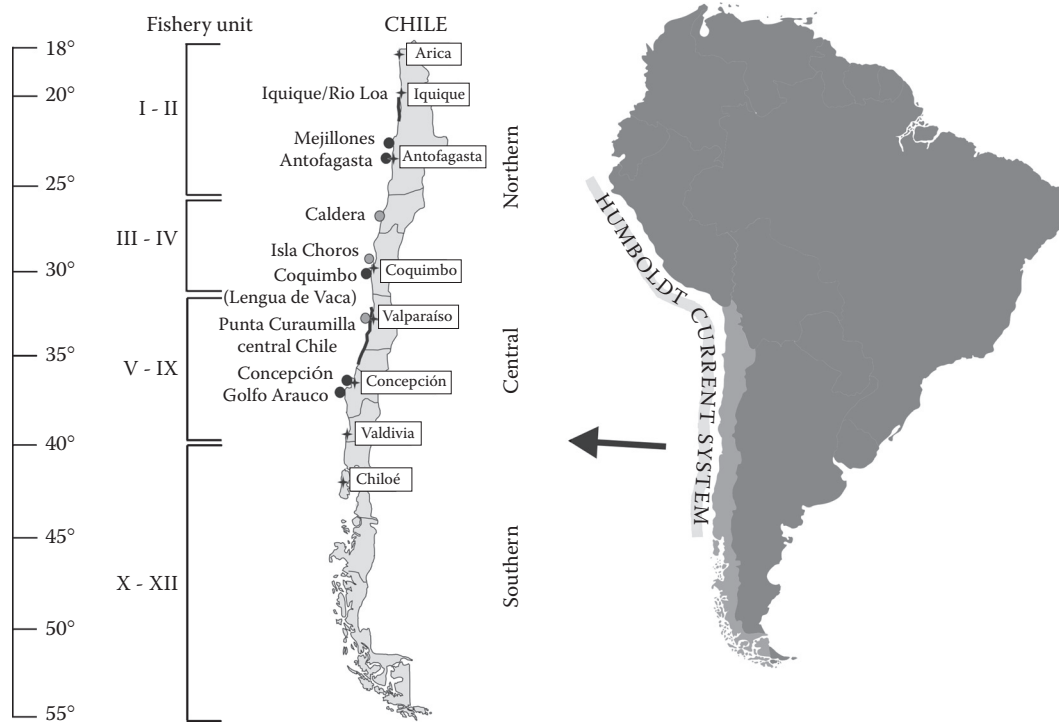 Fishery unit
CHILE
18°
20°
25°
30°
35°
40°
45°
50°
55°
I - II
III - IV
V - IX
X - XII
Iquique/Rio Loa
Mejillones
Antofagasta
Caldera
Isla Choros
Coquimbo
(Lengua de Vaca)
Punta Curaumilla
central Chile
Concepción
Golfo Arauco
Arica
Iquique
Antofagasta
Coquimbo
Valparaíso
Concepción
Valdivia
Chiloé
Northern
Central
Southern
HUMBOLDT CURRENT SYSTEM